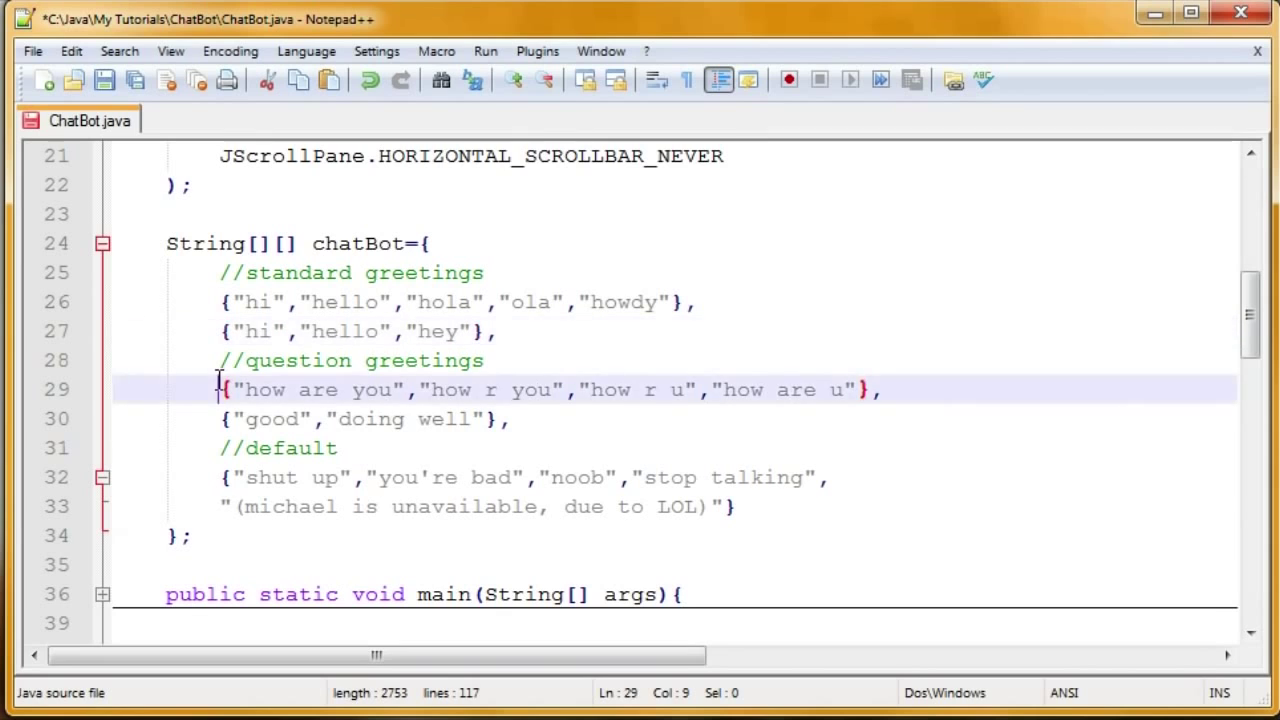 *C:\Java\My Tutorials\ChatBot\ChatBot.java - Notepad++
File Edit Search View Encoding Language Settings Macro Run Plugins Window ? X
ChatBot.java
21 JScrollPane.HORIZONTAL_SCROLLBAR_NEVER
22 );
23
24 String[][] chatBot={
25 //standard greetings
26 {"hi","hello","hola","ola","howdy"},
27 {"hi","hello","hey"},
28 //question greetings
29 {"how are you","how r you","how r u","how are u"},
30 {"good","doing well"},
31 //default
32 {"shut up","you're bad","noob","stop talking",
33 "(michael is unavailable, due to LOL)"}
34 };
35
36 public static void main(String[] args){
39
Java source file length : 2753 lines : 117 Ln : 29 Col : 9 Sel : 0 Dos\Windows ANSI INS